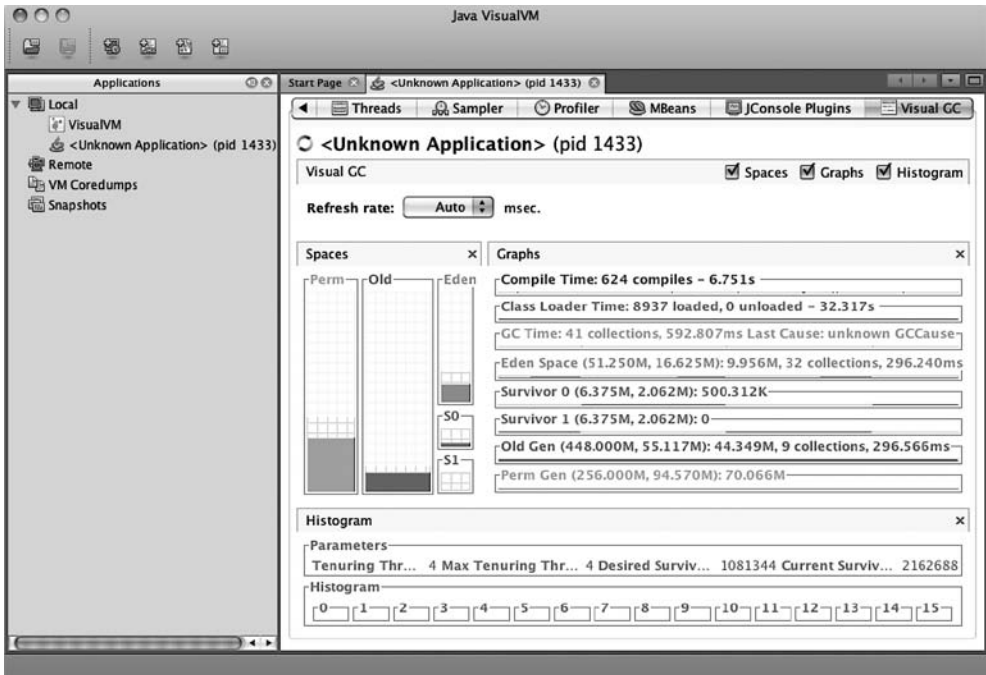 Java VisualVM
Applications
Start Page
<Unknown Application> (pid 1433)
Local
VisualVM
<Unknown Application> (pid 1433)
Remote
VM Coredumps
Snapshots
Threads
Sampler
Profiler
MBeans
JConsole Plugins
Visual GC
<Unknown Application> (pid 1433)
Visual GC
Spaces
Graphs
Histogram
Refresh rate: Auto msec.
Spaces
Perm
Old
Eden
S0
S1
Graphs
Compile Time: 624 compiles - 6.751s
Class Loader Time: 8937 loaded, 0 unloaded - 32.317s
GC Time: 41 collections, 592.807ms Last Cause: unknown GCCause
Eden Space (51.250M, 16.625M): 9.956M, 32 collections, 296.240ms
Survivor 0 (6.375M, 2.062M): 500.312K
Survivor 1 (6.375M, 2.062M): 0
Old Gen (448.000M, 55.117M): 44.349M, 9 collections, 296.566ms
Perm Gen (256.000M, 94.570M): 70.066M
Histogram
Parameters
Tenuring Thr... 4 Max Tenuring Thr... 4 Desired Surviv... 1081344 Current Surviv... 2162688
Histogram
0 1 2 3 4 5 6 7 8 9 10 11 12 13 14 15